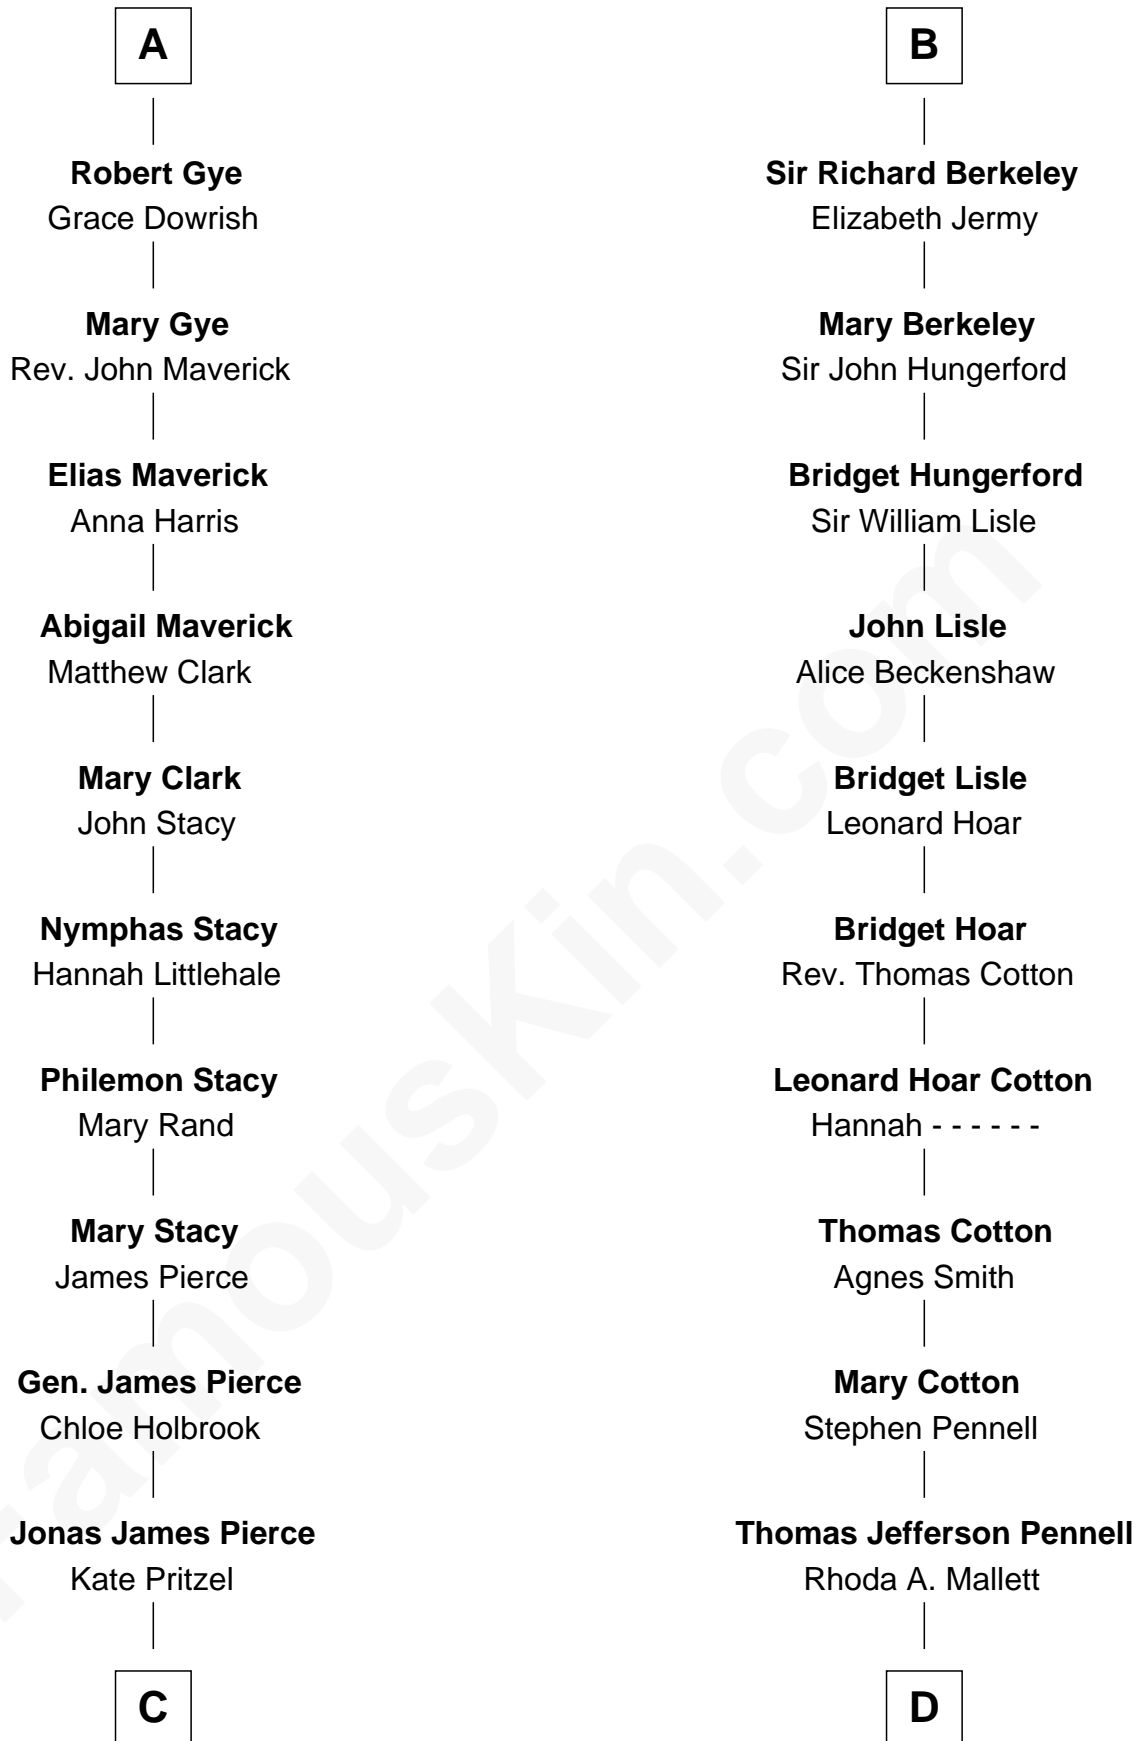 A
Robert Gye
Grace Dowrish
Mary Gye
Rev. John Maverick
Elias Maverick
Anna Harris
Abigail Maverick
Matthew Clark
Mary Clark
John Stacy
Nymphas Stacy
Hannah Littlehale
Philemon Stacy
Mary Rand
Mary Stacy
James Pierce
Gen. James Pierce
Chloe Holbrook
Jonas James Pierce
Kate Pritzel
C
B
Sir Richard Berkeley
Elizabeth Jermy
Mary Berkeley
Sir John Hungerford
Bridget Hungerford
Sir William Lisle
John Lisle
Alice Beckenshaw
Bridget Lisle
Leonard Hoar
Bridget Hoar
Rev. Thomas Cotton
Leonard Hoar Cotton
Hannah - - - - - -
Thomas Cotton
Agnes Smith
Mary Cotton
Stephen Pennell
Thomas Jefferson Pennell
Rhoda A. Mallett
D
FamousKin.com